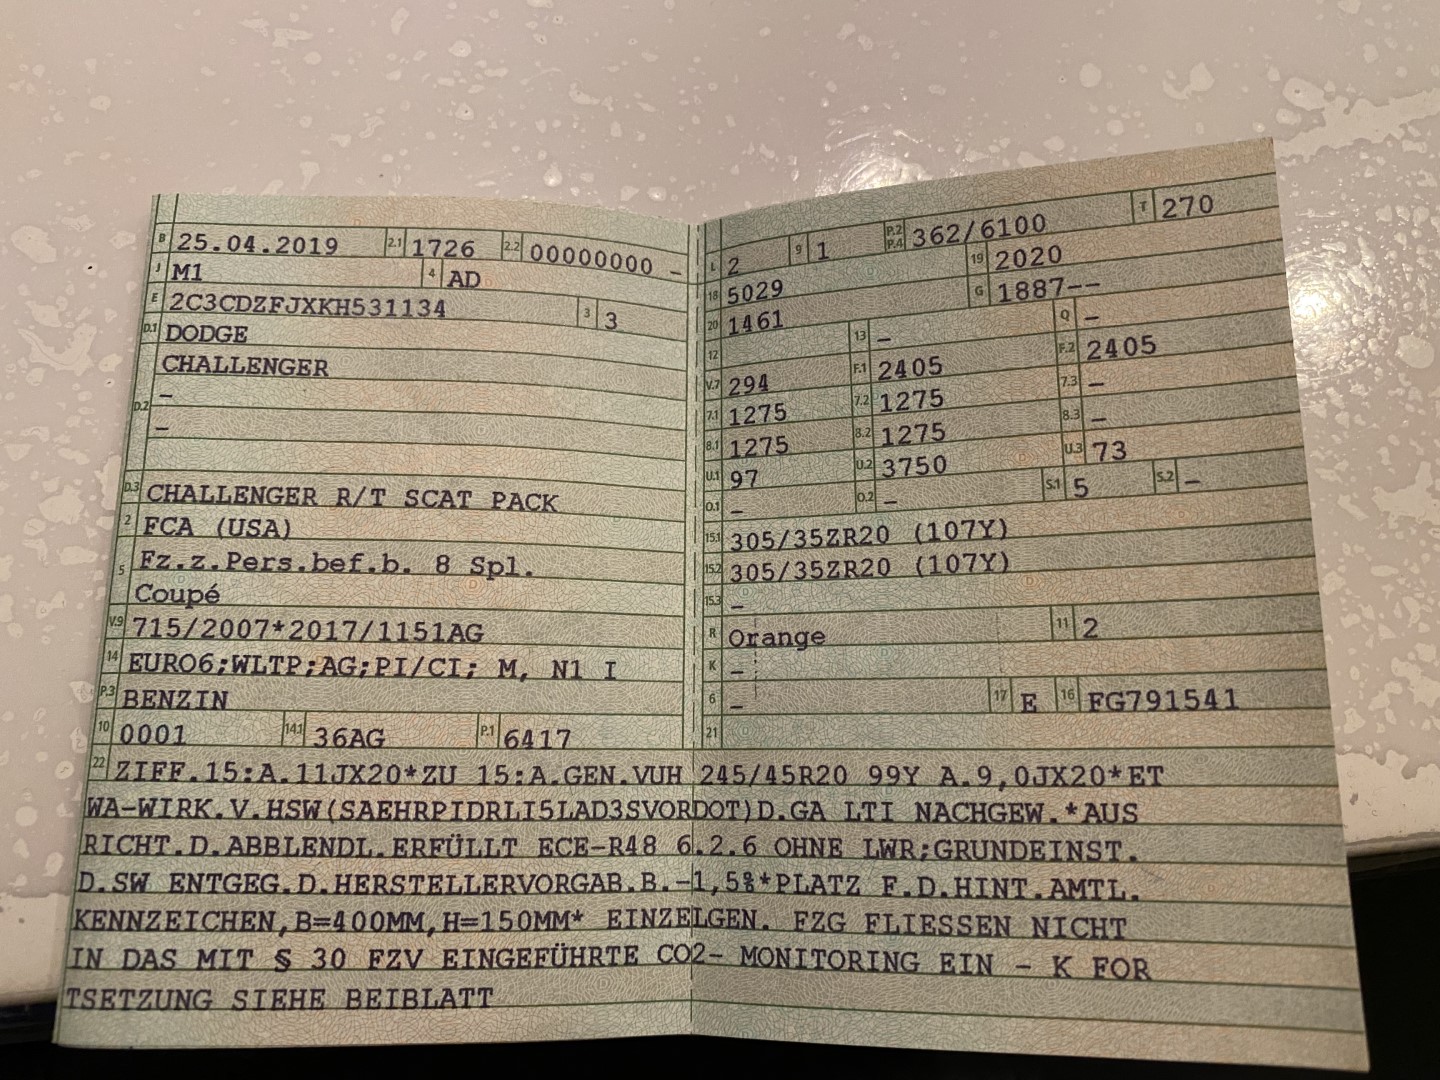 B 25.04.2019 2.1 1726 2.2 00000000 –
J M1 4 AD
E 2C3CDZFJXKH531134 3 3
D.1 DODGE
CHALLENGER
D.2 –
–
D.3 CHALLENGER R/T SCAT PACK
2 FCA (USA)
5 Fz.z.Pers.bef.b. 8 Spl.
Coupé
V.9 715/2007*2017/1151AG
14 EURO6;WLTP;AG;PI/CI; M, N1 I
P.3 BENZIN
10 0001 14.1 36AG P.1 6417
L 2 9 1 P.2 P.4 362/6100 T 270
18 5029 19 2020
20 1461 G 1887--
12 13 – Q –
V.7 294 F.1 2405 F.2 2405
7.1 1275 7.2 1275 7.3 –
8.1 1275 8.2 1275 8.3 –
U.1 97 U.2 3750 U.3 73
O.1 – O.2 – S.1 5 S.2 –
15.1 305/35ZR20 (107Y)
15.2 305/35ZR20 (107Y)
15.3 –
R Orange 11 2
K –
6 – 17 E 16 FG791541
21
22 ZIFF.15:A.11JX20*ZU 15:A.GEN.VUH 245/45R20 99Y A.9,0JX20*ET
WA-WIRK.V.HSW(SAEHRPIDRLI5LAD3SVORDOT)D.GA LTI NACHGEW.*AUS
RICHT.D.ABBLENDL.ERFÜLLT ECE-R48 6.2.6 OHNE LWR;GRUNDEINST.
D.SW ENTGEG.D.HERSTELLERVORGAB.B.-1,5%*PLATZ F.D.HINT.AMTL.
KENNZEICHEN,B=400MM,H=150MM* EINZELGEN. FZG FLIESSEN NICHT
IN DAS MIT § 30 FZV EINGEFÜHRTE CO2- MONITORING EIN - K FOR
TSETZUNG SIEHE BEIBLATT